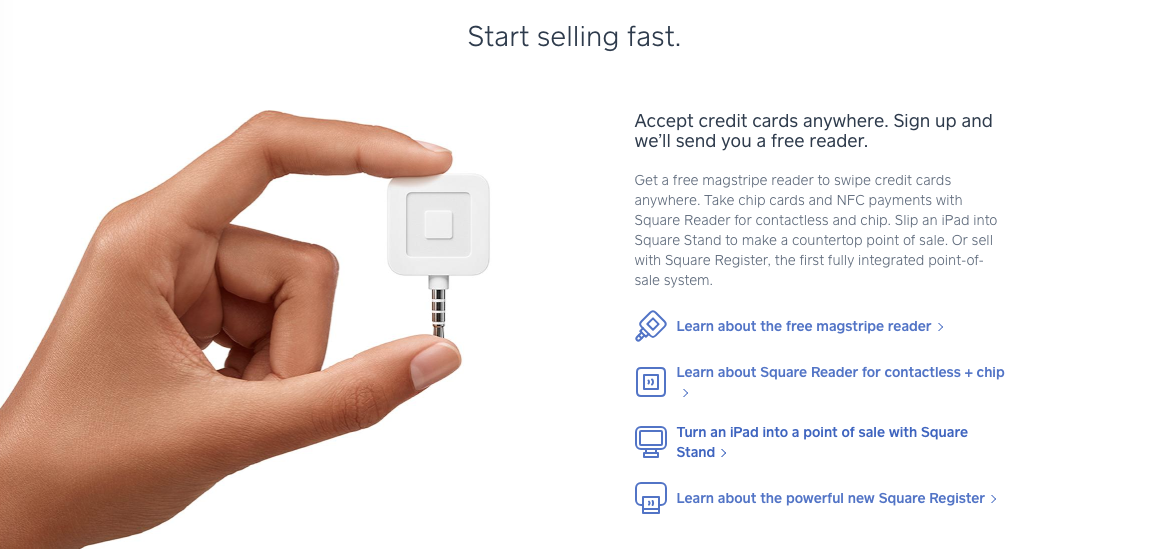 Start selling fast.
Accept credit cards anywhere. Sign up and
we’ll send you a free reader.
Get a free magstripe reader to swipe credit cards
anywhere. Take chip cards and NFC payments with
Square Reader for contactless and chip. Slip an iPad into
Square Stand to make a countertop point of sale. Or sell
with Square Register, the first fully integrated point-of-
sale system.
Learn about the free magstripe reader >
Learn about Square Reader for contactless + chip
>
Turn an iPad into a point of sale with Square
Stand >
Learn about the powerful new Square Register >